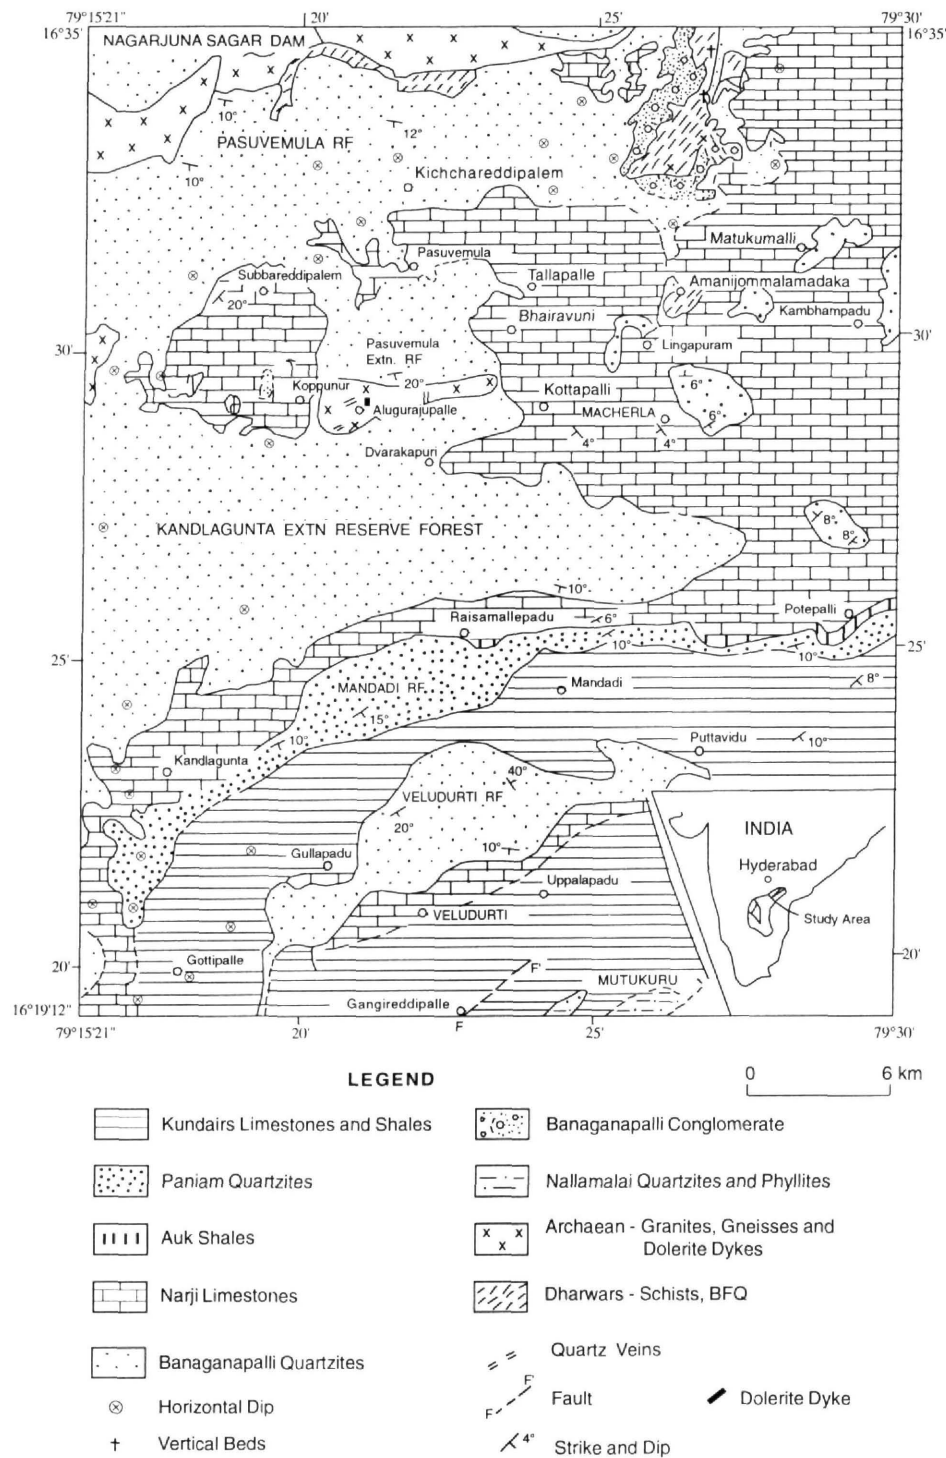 79°15'21"
20'
25'
79°30'
16°35'
16°35'
NAGARJUNA SAGAR DAM
10°
PASUVEMULA RF
12°
10°
Kichchareddipalem
Matukumalli
Pasuvemula
Subbareddipalem
Tallapalle
Amanijommalamadaka
20°
Bhairavuni
Kambhampadu
30'
30'
Pasuvemula
Extn. RF
Lingapuram
20°
Koppunur
Kottapalli
6°
Alugurajupalle
MACHERLA
6°
4°
4°
Dvarakapuri
8°
KANDLAGUNTA EXTN RESERVE FOREST
8°
10°
Raisamallepadu
6°
Potepalli
10°
10°
25'
25'
Mandadi
8°
MANDADI RF.
15°
10°
Puttavidu
10°
Kandlagunta
40°
VELUDURTI RF
20°
INDIA
10°
Gullapadu
Hyderabad
Uppalapadu
VELUDURTI
Study Area
20'
20'
Gottipalle
F'
MUTUKURU
Gangireddipalle
16°19'12"
F
79°15'21"
20'
25'
79°30'
LEGEND
0
6 km
Kundairs Limestones and Shales
Banaganapalli Conglomerate
Paniam Quartzites
Nallamalai Quartzites and Phyllites
Auk Shales
Archaean - Granites, Gneisses and
Dolerite Dykes
Narji Limestones
Dharwars - Schists, BFQ
Banaganapalli Quartzites
Quartz Veins
Horizontal Dip
F'
F
Fault
Dolerite Dyke
Vertical Beds
4°
Strike and Dip